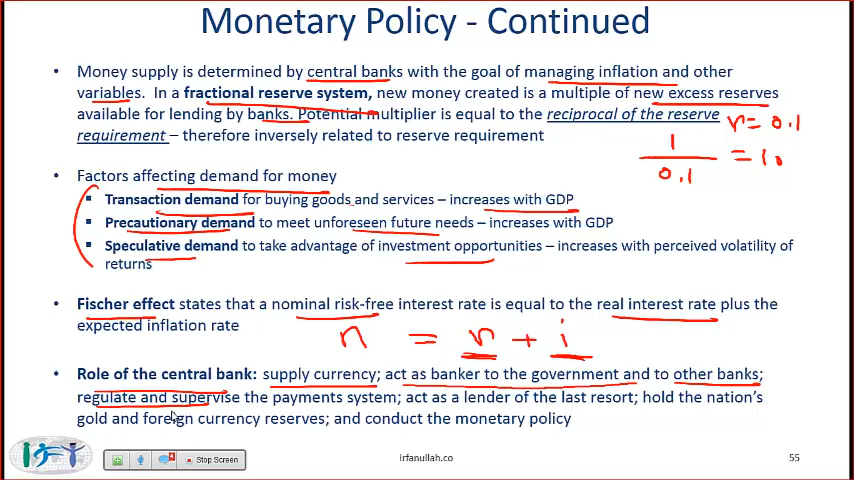 Monetary Policy - Continued
• Money supply is determined by central banks with the goal of managing inflation and other
variables. In a fractional reserve system, new money created is a multiple of new excess reserves
available for lending by banks. Potential multiplier is equal to the reciprocal of the reserve
requirement – therefore inversely related to reserve requirement
r = 0.1
1
0.1
= 10
• Factors affecting demand for money
▪ Transaction demand for buying goods and services – increases with GDP
▪ Precautionary demand to meet unforeseen future needs – increases with GDP
▪ Speculative demand to take advantage of investment opportunities – increases with perceived volatility of
returns
• Fischer effect states that a nominal risk-free interest rate is equal to the real interest rate plus the
expected inflation rate
n = r + i
• Role of the central bank: supply currency; act as banker to the government and to other banks;
regulate and supervise the payments system; act as a lender of the last resort; hold the nation's
gold and foreign currency reserves; and conduct the monetary policy
4
Stop Screen
irfanullah.co
55